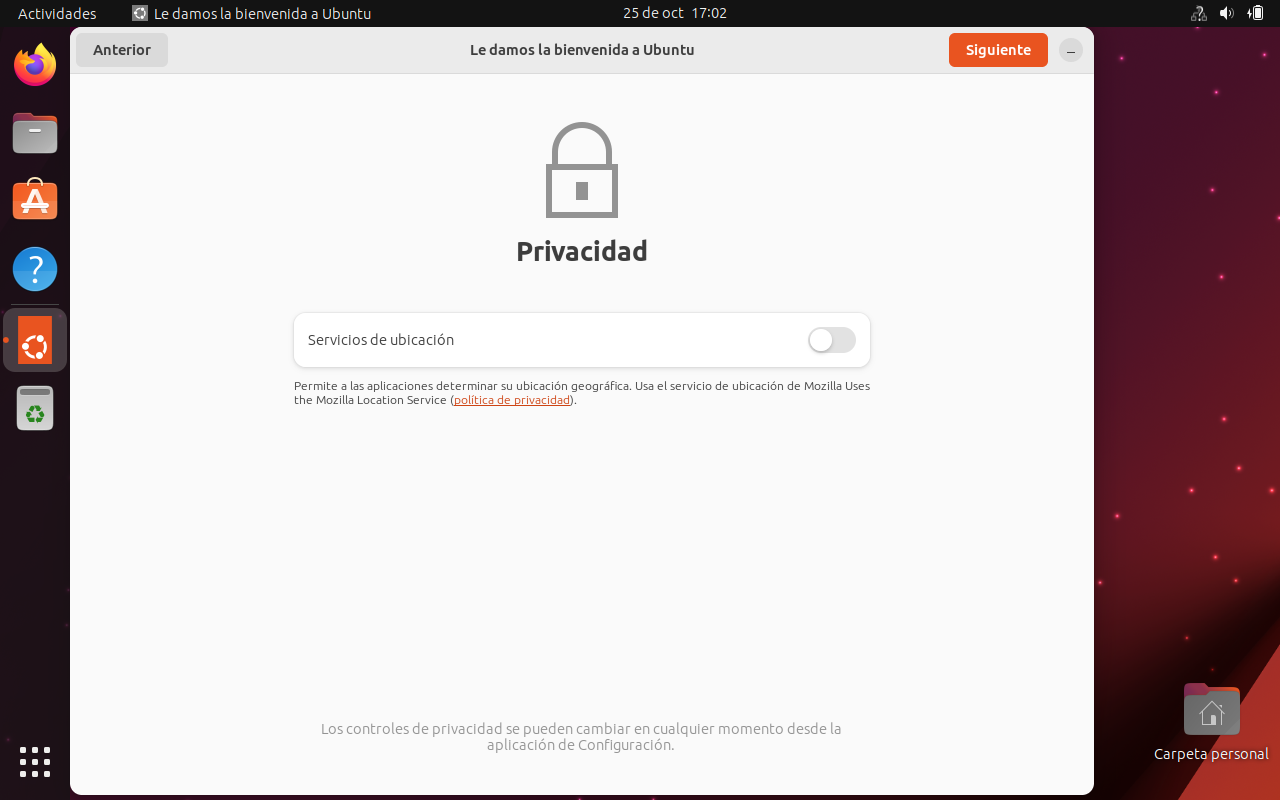 Actividades
Le damos la bienvenida a Ubuntu
25 de oct 17:02
Anterior
Le damos la bienvenida a Ubuntu
Siguiente
Privacidad
Servicios de ubicación
Permite a las aplicaciones determinar su ubicación geográfica. Usa el servicio de ubicación de Mozilla Uses
the Mozilla Location Service (política de privacidad).
Los controles de privacidad se pueden cambiar en cualquier momento desde la
aplicación de Configuración.
Carpeta personal